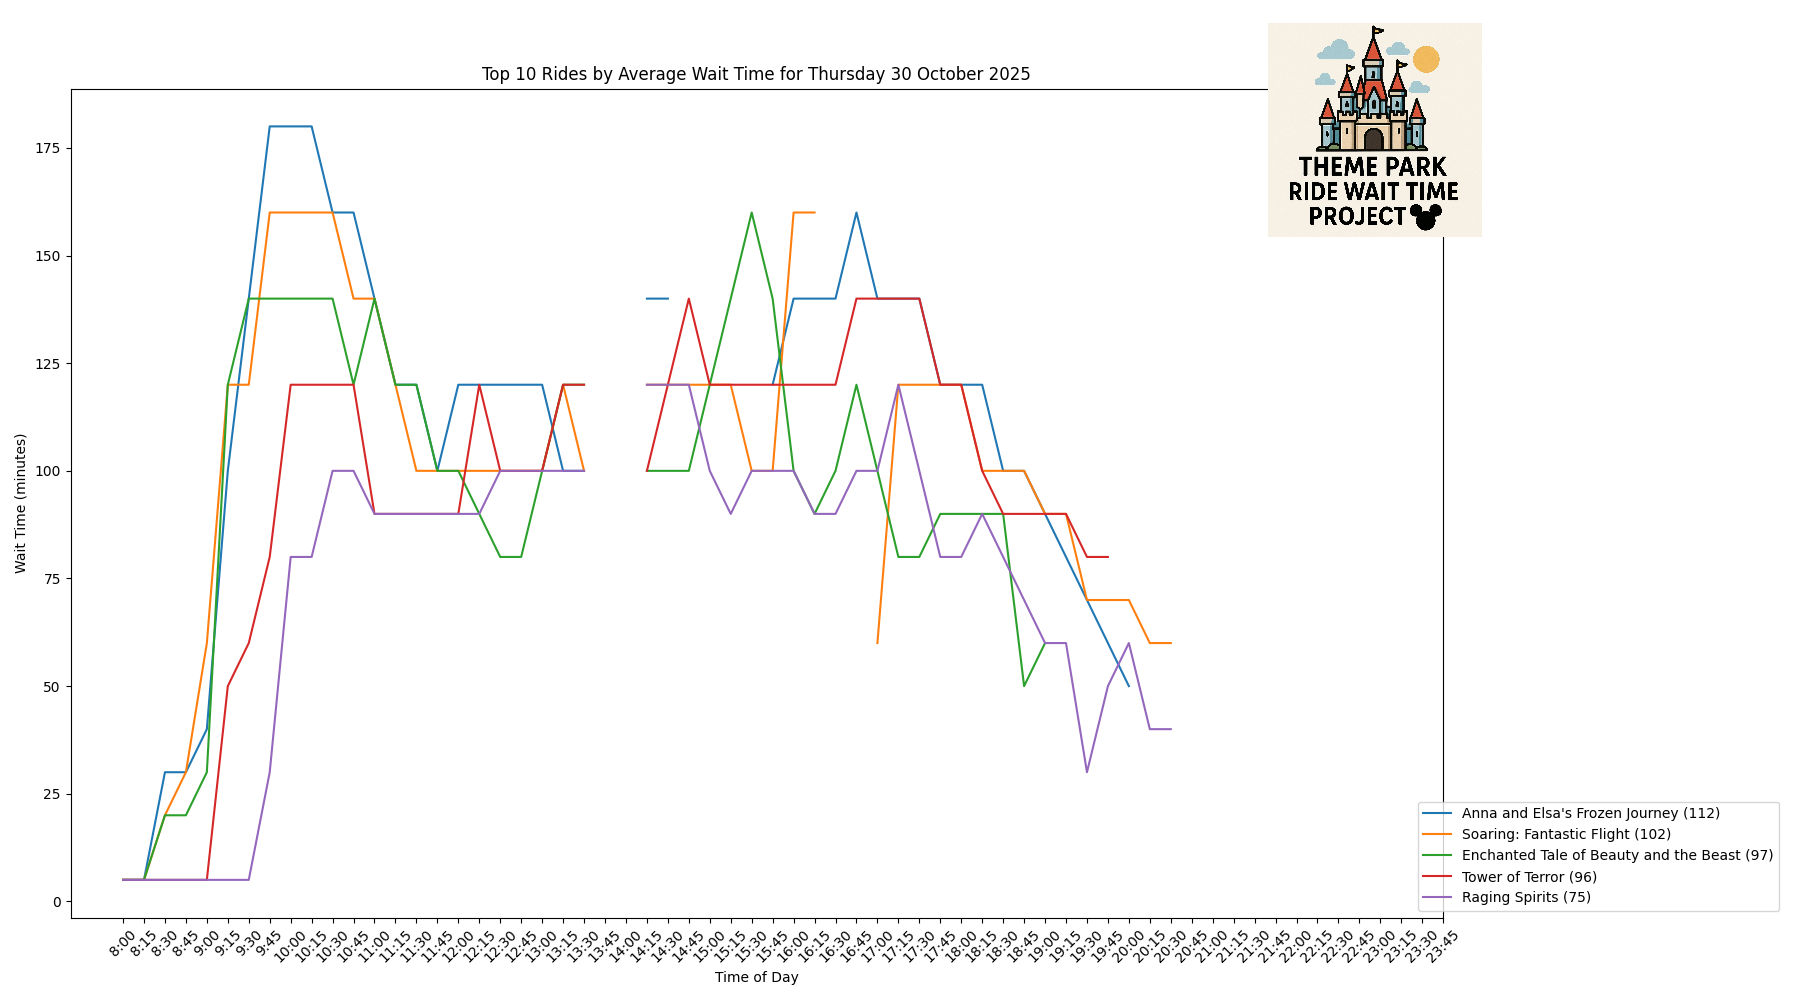 Top 10 Rides by Average Wait Time for Thursday 30 October 2025
THEME PARK
RIDE WAIT TIME
PROJECT
Wait Time (minutes)
175
150
125
100
75
50
25
0
8:00 8:15 8:30 8:45 9:00 9:15 9:30 9:45 10:00 10:15 10:30 10:45 11:00 11:15 11:30 11:45 12:00 12:15 12:30 12:45 13:00 13:15 13:30 13:45 14:00 14:15 14:30 14:45 15:00 15:15 15:30 15:45 16:00 16:15 16:30 16:45 17:00 17:15 17:30 17:45 18:00 18:15 18:30 18:45 19:00 19:15 19:30 19:45 20:00 20:15 20:30 20:45 21:00 21:15 21:30 21:45 22:00 22:15 22:30 22:45 23:00 23:15 23:30 23:45
Time of Day
Anna and Elsa's Frozen Journey (112)
Soaring: Fantastic Flight (102)
Enchanted Tale of Beauty and the Beast (97)
Tower of Terror (96)
Raging Spirits (75)